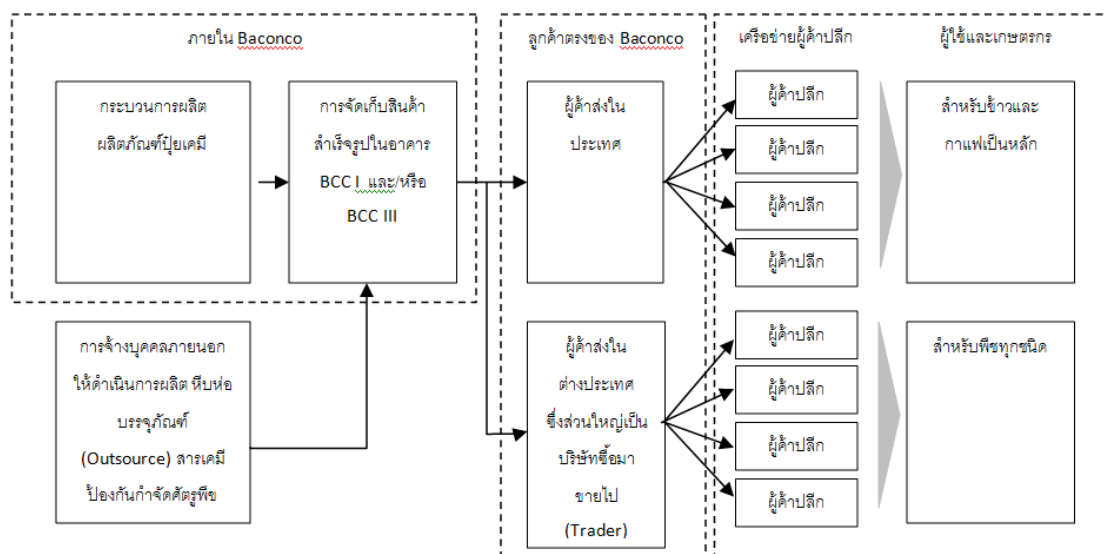 ภายใน Baconco
ลูกค้าตรงของ Baconco
เครือข่ายผู้ค้าปลีก
ผู้ใช้และเกษตรกร
กระบวนการผลิต
ผลิตภัณฑ์ปุ๋ยเคมี
การจัดเก็บสินค้า
สำเร็จรูปในอาคาร
BCC I และ/หรือ
BCC III
ผู้ค้าส่งใน
ประเทศ
ผู้ค้าปลีก
ผู้ค้าปลีก
ผู้ค้าปลีก
ผู้ค้าปลีก
สำหรับข้าวและ
กาแฟเป็นหลัก
การจ้างบุคคลภายนอก
ให้ดำเนินการผลิต หีบห่อ
บรรจุภัณฑ์
(Outsource) สารเคมี
ป้องกันกำจัดศัตรูพืช
ผู้ค้าส่งใน
ต่างประเทศ
ซึ่งส่วนใหญ่เป็น
บริษัทซื้อมา
ขายไป
(Trader)
ผู้ค้าปลีก
ผู้ค้าปลีก
ผู้ค้าปลีก
ผู้ค้าปลีก
สำหรับพืชทุกชนิด